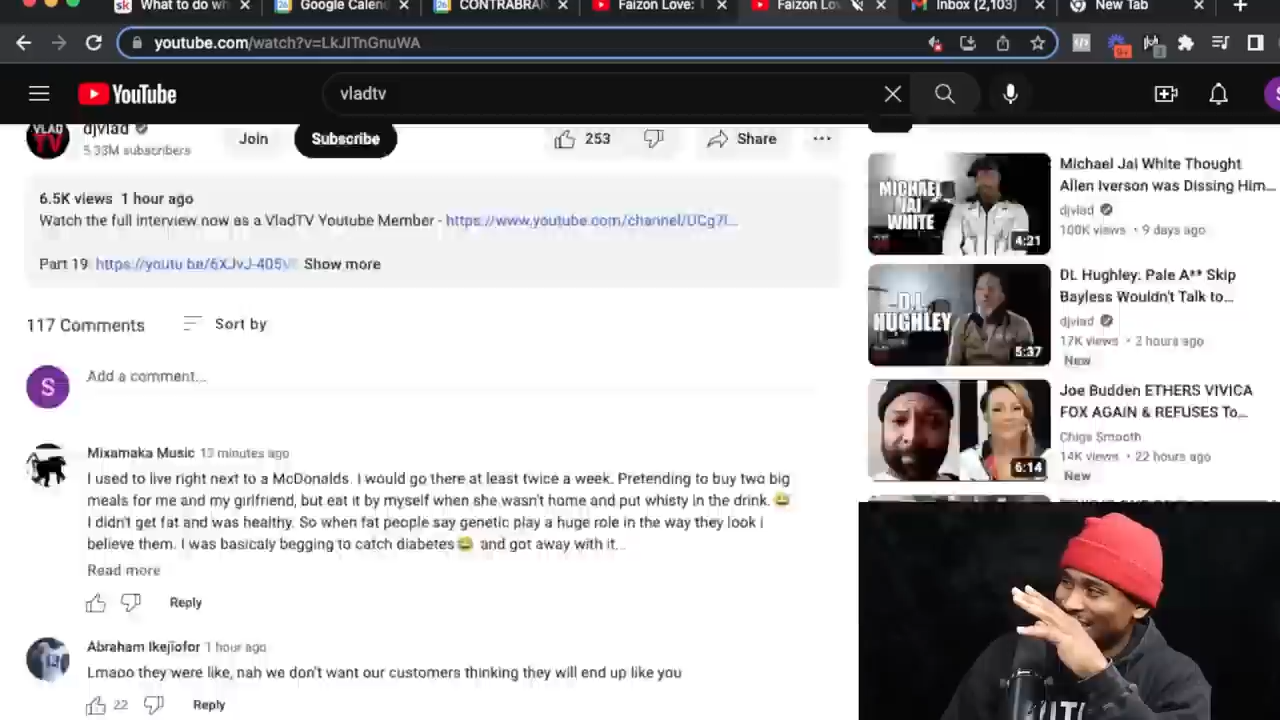 What to do wh
Google Calen
CONTRABRAN
Faizon Love: T
Faizon Lov
Inbox (2,103)
New Tab
youtube.com/watch?v=LkJITnGnuWA
YouTube
vladtv
VLAD TV
djvlad
5.33M subscribers
Join
Subscribe
253
Share
6.5K views 1 hour ago
Watch the full interview now as a VladTV Youtube Member - https://www.youtube.com/channel/UCg7l...
Part 19
Show more
117 Comments
Sort by
S
Add a comment...
Mixamaka Music 13 minutes ago
I used to live right next to a McDonalds. I would go there at least twice a week. Pretending to buy two big
meals for me and my girlfriend, but eat it by myself when she wasn't home and put whisty in the drink. 😂
I didn't get fat and was healthy. So when fat people say genetic play a huge role in the way they look i
believe them. I was basicaly begging to catch diabetes😂 and got away with it...
Read more
Reply
Abraham Ikejiofor 1 hour ago
Lmaoo they were like, nah we don't want our customers thinking they will end up like you
22
Reply
MICHAEL
JAI
WHITE
4:21
Michael Jai White Thought
Allen Iverson was Dissing Him...
djvlad
100K views • 9 days ago
D.L.
HUGHLEY
5:37
DL Hughley: Pale A** Skip
Bayless Wouldn't Talk to...
djvlad
17K views • 2 hours ago
New
6:14
Joe Budden ETHERS VIVICA
FOX AGAIN & REFUSES To...
Chigs Smooth
14K views • 22 hours ago
New